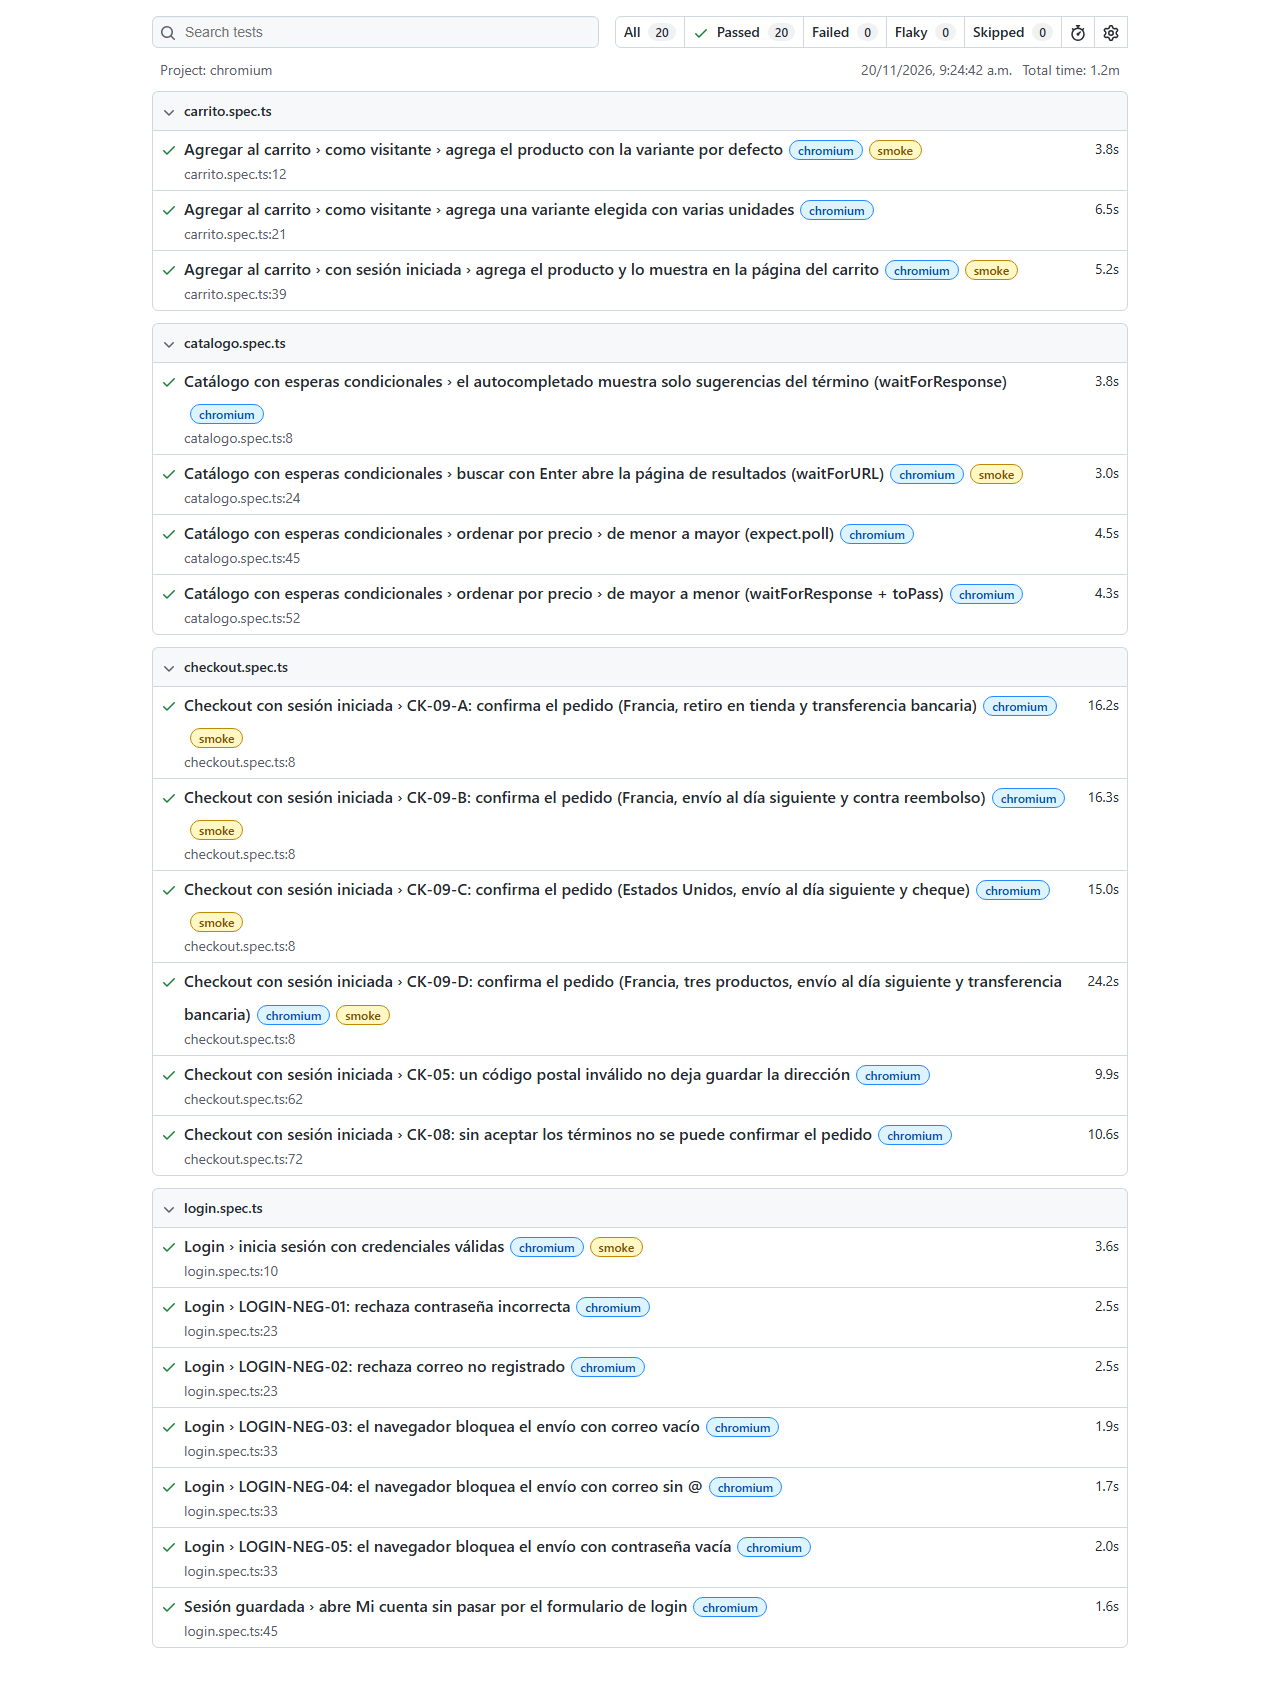 Search tests
All 20 Passed 20 Failed 0 Flaky 0 Skipped 0
Project: chromium 20/11/2026, 9:24:42 a.m. Total time: 1.2m
carrito.spec.ts
Agregar al carrito › como visitante › agrega el producto con la variante por defecto chromium smoke 3.8s
carrito.spec.ts:12
Agregar al carrito › como visitante › agrega una variante elegida con varias unidades chromium 6.5s
carrito.spec.ts:21
Agregar al carrito › con sesión iniciada › agrega el producto y lo muestra en la página del carrito chromium smoke 5.2s
carrito.spec.ts:39
catalogo.spec.ts
Catálogo con esperas condicionales › el autocompletado muestra solo sugerencias del término (waitForResponse) 3.8s
chromium
catalogo.spec.ts:8
Catálogo con esperas condicionales › buscar con Enter abre la página de resultados (waitForURL) chromium smoke 3.0s
catalogo.spec.ts:24
Catálogo con esperas condicionales › ordenar por precio › de menor a mayor (expect.poll) chromium 4.5s
catalogo.spec.ts:45
Catálogo con esperas condicionales › ordenar por precio › de mayor a menor (waitForResponse + toPass) chromium 4.3s
catalogo.spec.ts:52
checkout.spec.ts
Checkout con sesión iniciada › CK-09-A: confirma el pedido (Francia, retiro en tienda y transferencia bancaria) chromium 16.2s
smoke
checkout.spec.ts:8
Checkout con sesión iniciada › CK-09-B: confirma el pedido (Francia, envío al día siguiente y contra reembolso) chromium 16.3s
smoke
checkout.spec.ts:8
Checkout con sesión iniciada › CK-09-C: confirma el pedido (Estados Unidos, envío al día siguiente y cheque) chromium 15.0s
smoke
checkout.spec.ts:8
Checkout con sesión iniciada › CK-09-D: confirma el pedido (Francia, tres productos, envío al día siguiente y transferencia 24.2s
bancaria) chromium smoke
checkout.spec.ts:8
Checkout con sesión iniciada › CK-05: un código postal inválido no deja guardar la dirección chromium 9.9s
checkout.spec.ts:62
Checkout con sesión iniciada › CK-08: sin aceptar los términos no se puede confirmar el pedido chromium 10.6s
checkout.spec.ts:72
login.spec.ts
Login › inicia sesión con credenciales válidas chromium smoke 3.6s
login.spec.ts:10
Login › LOGIN-NEG-01: rechaza contraseña incorrecta chromium 2.5s
login.spec.ts:23
Login › LOGIN-NEG-02: rechaza correo no registrado chromium 2.5s
login.spec.ts:23
Login › LOGIN-NEG-03: el navegador bloquea el envío con correo vacío chromium 1.9s
login.spec.ts:33
Login › LOGIN-NEG-04: el navegador bloquea el envío con correo sin @ chromium 1.7s
login.spec.ts:33
Login › LOGIN-NEG-05: el navegador bloquea el envío con contraseña vacía chromium 2.0s
login.spec.ts:33
Sesión guardada › abre Mi cuenta sin pasar por el formulario de login chromium 1.6s
login.spec.ts:45